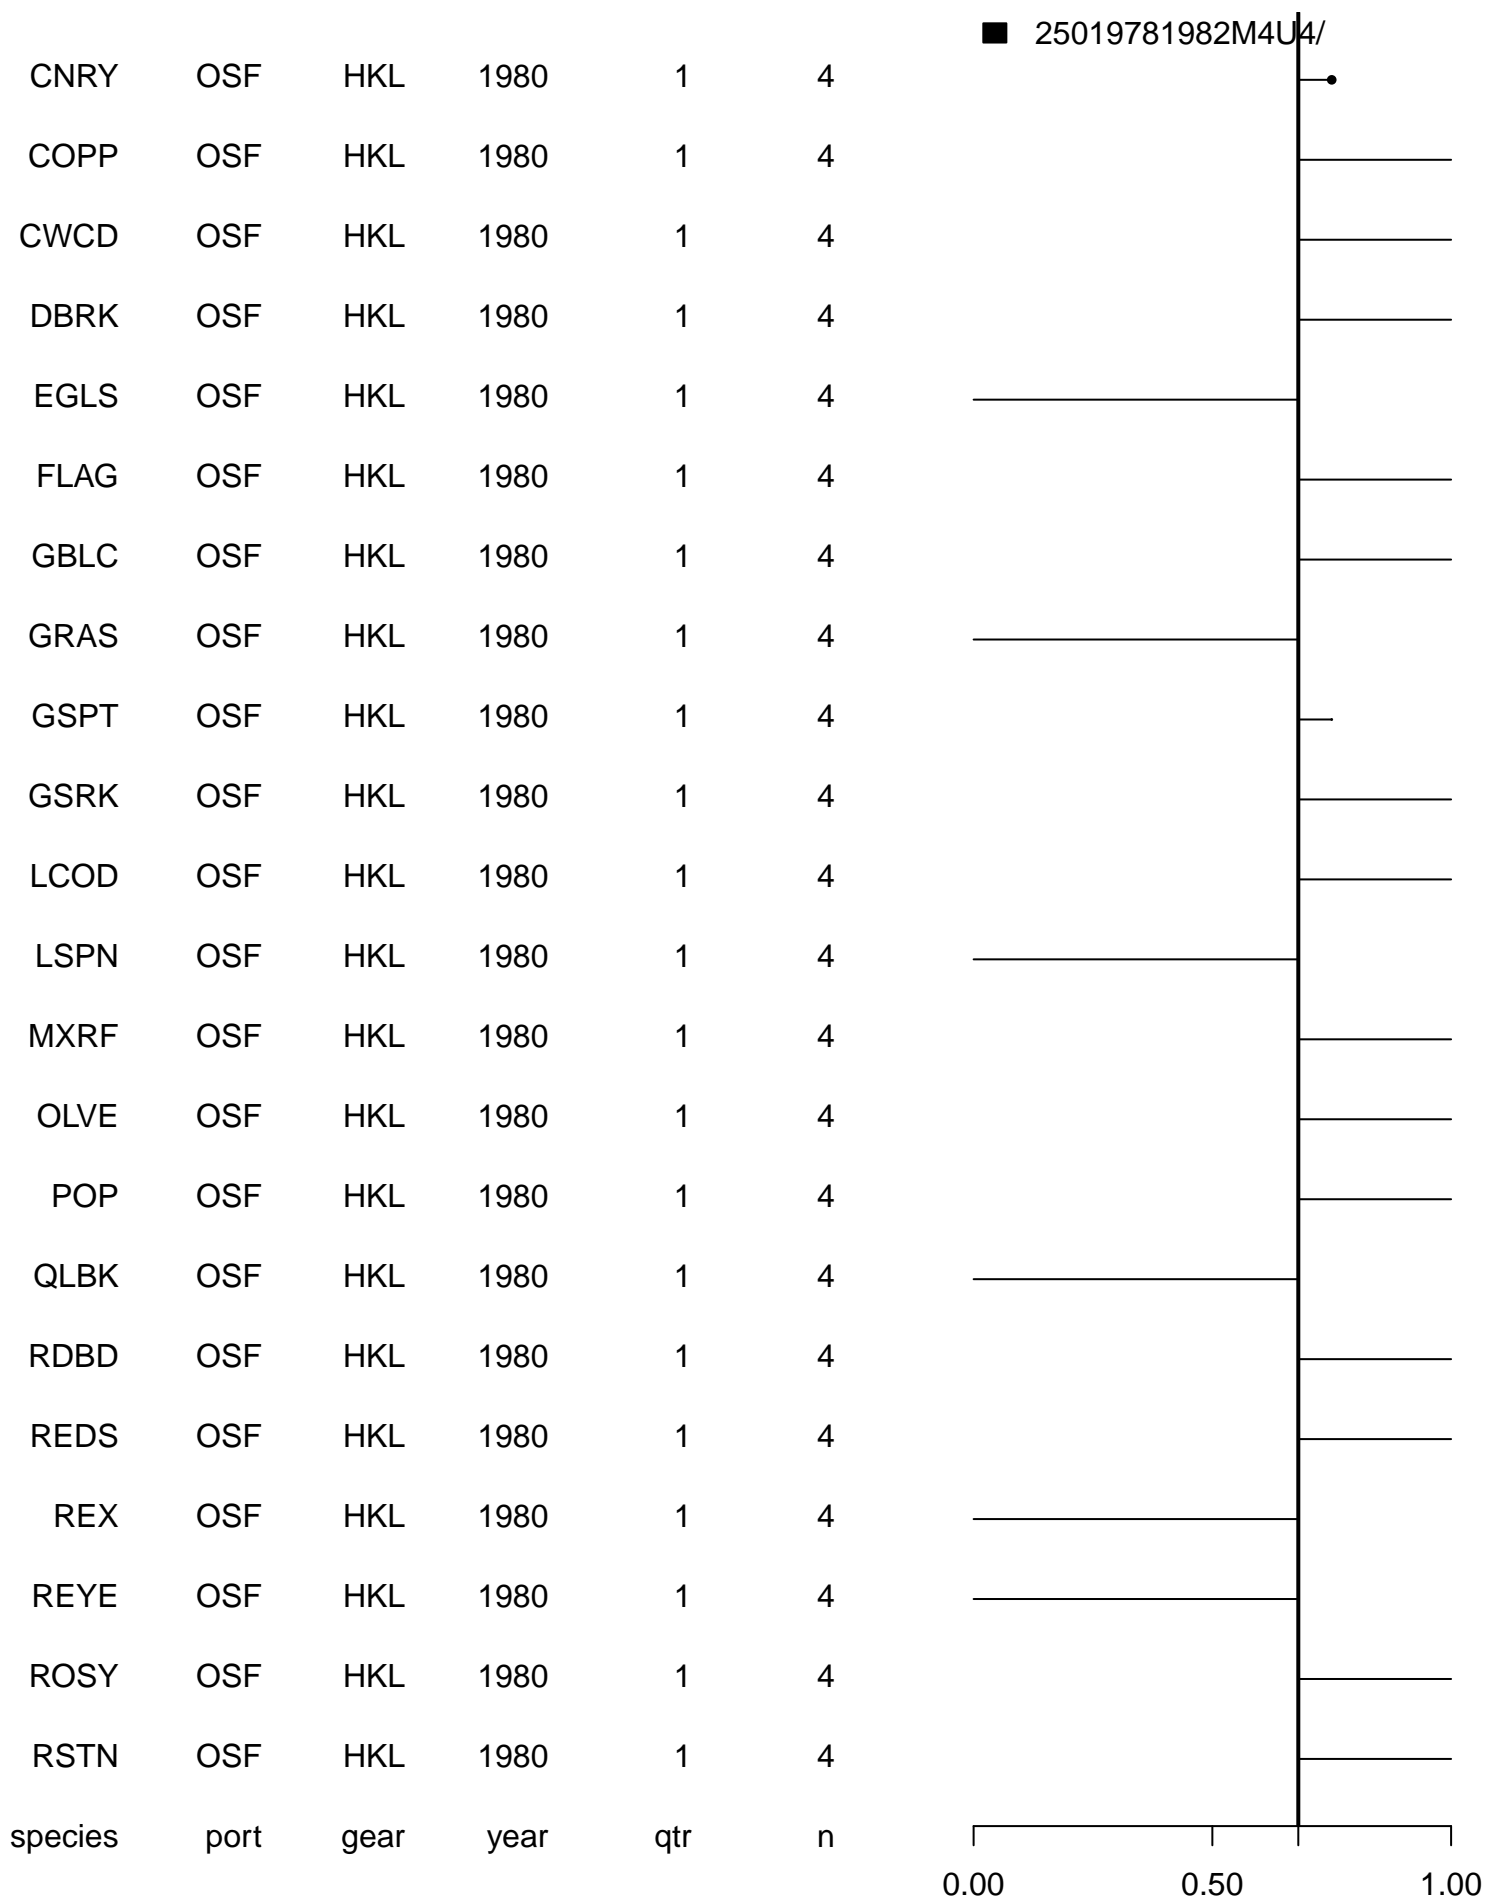 25019781982M4U4/
CNRY OSF HKL 1980 1 4
COPP OSF HKL 1980 1 4
CWCD OSF HKL 1980 1 4
DBRK OSF HKL 1980 1 4
EGLS OSF HKL 1980 1 4
FLAG OSF HKL 1980 1 4
GBLC OSF HKL 1980 1 4
GRAS OSF HKL 1980 1 4
GSPT OSF HKL 1980 1 4
GSRK OSF HKL 1980 1 4
LCOD OSF HKL 1980 1 4
LSPN OSF HKL 1980 1 4
MXRF OSF HKL 1980 1 4
OLVE OSF HKL 1980 1 4
POP OSF HKL 1980 1 4
QLBK OSF HKL 1980 1 4
RDBD OSF HKL 1980 1 4
REDS OSF HKL 1980 1 4
REX OSF HKL 1980 1 4
REYE OSF HKL 1980 1 4
ROSY OSF HKL 1980 1 4
RSTN OSF HKL 1980 1 4
species port gear year qtr n
0.00 0.50 1.00